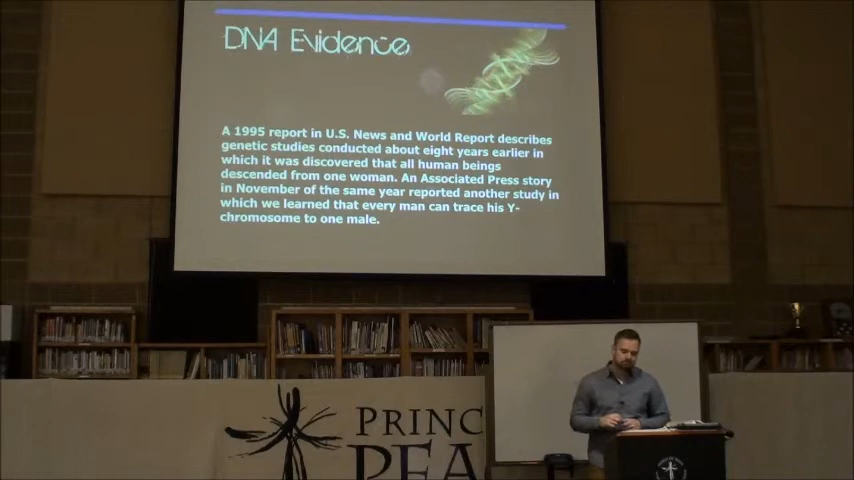 DNA Evidence
A 1995 report in U.S. News and World Report describes
genetic studies conducted about eight years earlier in
which it was discovered that all human beings
descended from one woman. An Associated Press story
in November of the same year reported another study in
which we learned that every man can trace his Y-
chromosome to one male.
PRINC
PEA